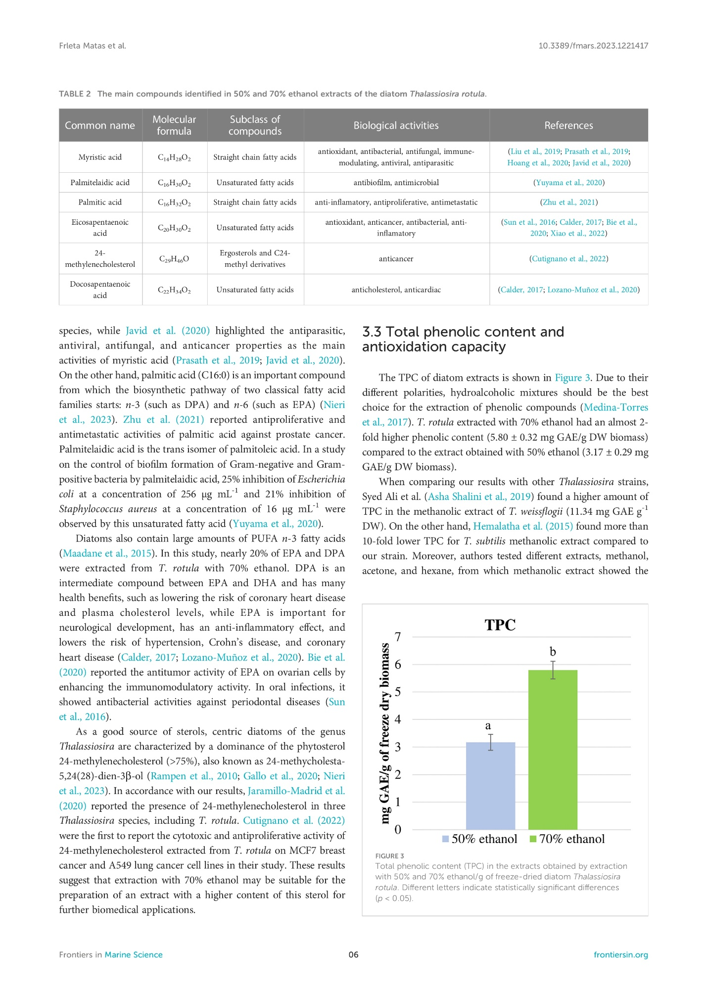 Frleta Matas et al.
10.3389/fmars.2023.1221417
TABLE 2 The main compounds identified in 50% and 70% ethanol extracts of the diatom Thalassiosira rotula.
Common name
Molecular
formula
Subclass of
compounds
Biological activities
References
Myristic acid
C₁₄H₂₈O₂
Straight chain fatty acids
antioxidant, antibacterial, antifungal, immune-
modulating, antiviral, antiparasitic
(Liu et al., 2019; Prasath et al., 2019;
Hoang et al., 2020; Javid et al., 2020)
Palmitelaidic acid
C₁₆H₃₀O₂
Unsaturated fatty acids
antibiofilm, antimicrobial
(Yuyama et al., 2020)
Palmitic acid
C₁₆H₃₂O₂
Straight chain fatty acids
anti-inflamatory, antiproliferative, antimetastatic
(Zhu et al., 2021)
Eicosapentaenoic
acid
C₂₀H₃₀O₂
Unsaturated fatty acids
antioxidant, anticancer, antibacterial, anti-
inflamatory
(Sun et al., 2016; Calder, 2017; Bie et al.,
2020; Xiao et al., 2022)
24-
methylenecholesterol
C₂₉H₄₆O
Ergosterols and C24-
methyl derivatives
anticancer
(Cutignano et al., 2022)
Docosapentaenoic
acid
C₂₂H₃₄O₂
Unsaturated fatty acids
anticholesterol, anticardiac
(Calder, 2017; Lozano-Muñoz et al., 2020)
species, while Javid et al. (2020) highlighted the antiparasitic,
antiviral, antifungal, and anticancer properties as the main
activities of myristic acid (Prasath et al., 2019; Javid et al., 2020).
On the other hand, palmitic acid (C16:0) is an important compound
from which the biosynthetic pathway of two classical fatty acid
families starts: n-3 (such as DPA) and n-6 (such as EPA) (Nieri
et al., 2023). Zhu et al. (2021) reported antiproliferative and
antimetastatic activities of palmitic acid against prostate cancer.
Palmitelaidic acid is the trans isomer of palmitoleic acid. In a study
on the control of biofilm formation of Gram-negative and Gram-
positive bacteria by palmitelaidic acid, 25% inhibition of Escherichia
coli at a concentration of 256 µg mL⁻¹ and 21% inhibition of
Staphylococcus aureus at a concentration of 16 µg mL⁻¹ were
observed by this unsaturated fatty acid (Yuyama et al., 2020).
Diatoms also contain large amounts of PUFA n-3 fatty acids
(Maadane et al., 2015). In this study, nearly 20% of EPA and DPA
were extracted from T. rotula with 70% ethanol. DPA is an
intermediate compound between EPA and DHA and has many
health benefits, such as lowering the risk of coronary heart disease
and plasma cholesterol levels, while EPA is important for
neurological development, has an anti-inflammatory effect, and
lowers the risk of hypertension, Crohn’s disease, and coronary
heart disease (Calder, 2017; Lozano-Muñoz et al., 2020). Bie et al.
(2020) reported the antitumor activity of EPA on ovarian cells by
enhancing the immunomodulatory activity. In oral infections, it
showed antibacterial activities against periodontal diseases (Sun
et al., 2016).
As a good source of sterols, centric diatoms of the genus
Thalassiosira are characterized by a dominance of the phytosterol
24-methylenecholesterol (>75%), also known as 24-methycholesta-
5,24(28)-dien-3β-ol (Rampen et al., 2010; Gallo et al., 2020; Nieri
et al., 2023). In accordance with our results, Jaramillo-Madrid et al.
(2020) reported the presence of 24-methylenecholesterol in three
Thalassiosira species, including T. rotula. Cutignano et al. (2022)
were the first to report the cytotoxic and antiproliferative activity of
24-methylenecholesterol extracted from T. rotula on MCF7 breast
cancer and A549 lung cancer cell lines in their study. These results
suggest that extraction with 70% ethanol may be suitable for the
preparation of an extract with a higher content of this sterol for
further biomedical applications.
3.3 Total phenolic content and
antioxidation capacity
The TPC of diatom extracts is shown in Figure 3. Due to their
different polarities, hydroalcoholic mixtures should be the best
choice for the extraction of phenolic compounds (Medina-Torres
et al., 2017). T. rotula extracted with 70% ethanol had an almost 2-
fold higher phenolic content (5.80 ± 0.32 mg GAE/g DW biomass)
compared to the extract obtained with 50% ethanol (3.17 ± 0.29 mg
GAE/g DW biomass).
When comparing our results with other Thalassiosira strains,
Syed Ali et al. (Asha Shalini et al., 2019) found a higher amount of
TPC in the methanolic extract of T. weissflogii (11.34 mg GAE g⁻¹
DW). On the other hand, Hemalatha et al. (2015) found more than
10-fold lower TPC for T. subtilis methanolic extract compared to
our strain. Moreover, authors tested different extracts, methanol,
acetone, and hexane, from which methanolic extract showed the
TPC
mg GAE/g of freeze dry biomass
7
6
5
4
3
2
1
0
a
b
50% ethanol
70% ethanol
FIGURE 3
Total phenolic content (TPC) in the extracts obtained by extraction
with 50% and 70% ethanol/g of freeze-dried diatom Thalassiosira
rotula. Different letters indicate statistically significant differences
(p < 0.05).
Frontiers in Marine Science
06
frontiersin.org